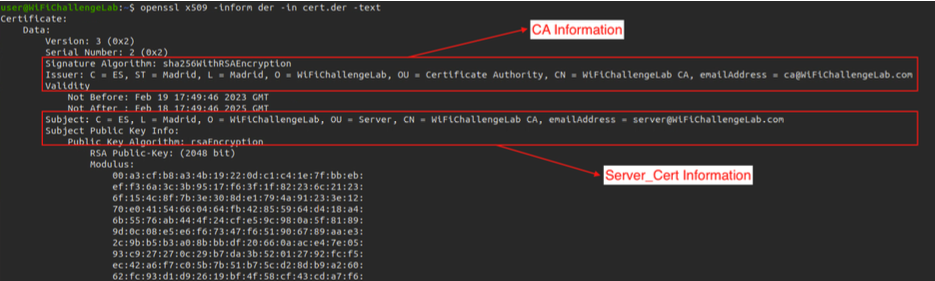 user@WiFiChallengeLab:~$ openssl x509 -inform der -in cert.der -text
CA Information
Certificate:
Data:
Version: 3 (0x2)
Serial Number: 2 (0x2)
Signature Algorithm: sha256WithRSAEncryption
Issuer: C = ES, ST = Madrid, L = Madrid, O = WiFiChallengeLab, OU = Certificate Authority, CN = WiFiChallengeLab CA, emailAddress = ca@WiFiChallengeLab.com
Validity
Not Before: Feb 19 17:49:46 2023 GMT
Not After : Feb 18 17:49:46 2025 GMT
Subject: C = ES, L = Madrid, O = WiFiChallengeLab, OU = Server, CN = WiFiChallengeLab CA, emailAddress = server@WiFiChallengeLab.com
Subject Public Key Info:
Public Key Algorithm: rsaEncryption
RSA Public-Key: (2048 bit)
Modulus:
Server_Cert Information
00:a3:cf:b8:a3:4b:19:22:0d:c1:c4:1e:7f:bb:eb:
ef:f3:6a:3c:3b:95:17:f6:3f:1f:82:23:6c:21:23:
6f:15:4c:8f:7b:3e:30:8d:e1:79:4a:91:23:3e:12:
70:e0:41:54:66:04:64:fb:42:85:59:64:d4:18:a4:
6b:55:76:ab:44:4f:24:cf:e5:9c:98:0a:5f:81:89:
9d:0c:08:e5:e6:f6:73:47:f6:51:90:67:89:aa:e3:
2c:9b:b5:b3:a0:8b:bb:df:20:66:0a:ac:e4:7e:05:
93:c9:27:27:0c:29:b7:da:3b:52:01:27:92:fc:f5:
ec:42:a6:f7:c0:5b:7b:51:b7:5c:d2:8d:b9:a2:60:
62:fc:93:d1:d9:26:19:bf:4f:58:cf:43:cd:a7:f6: